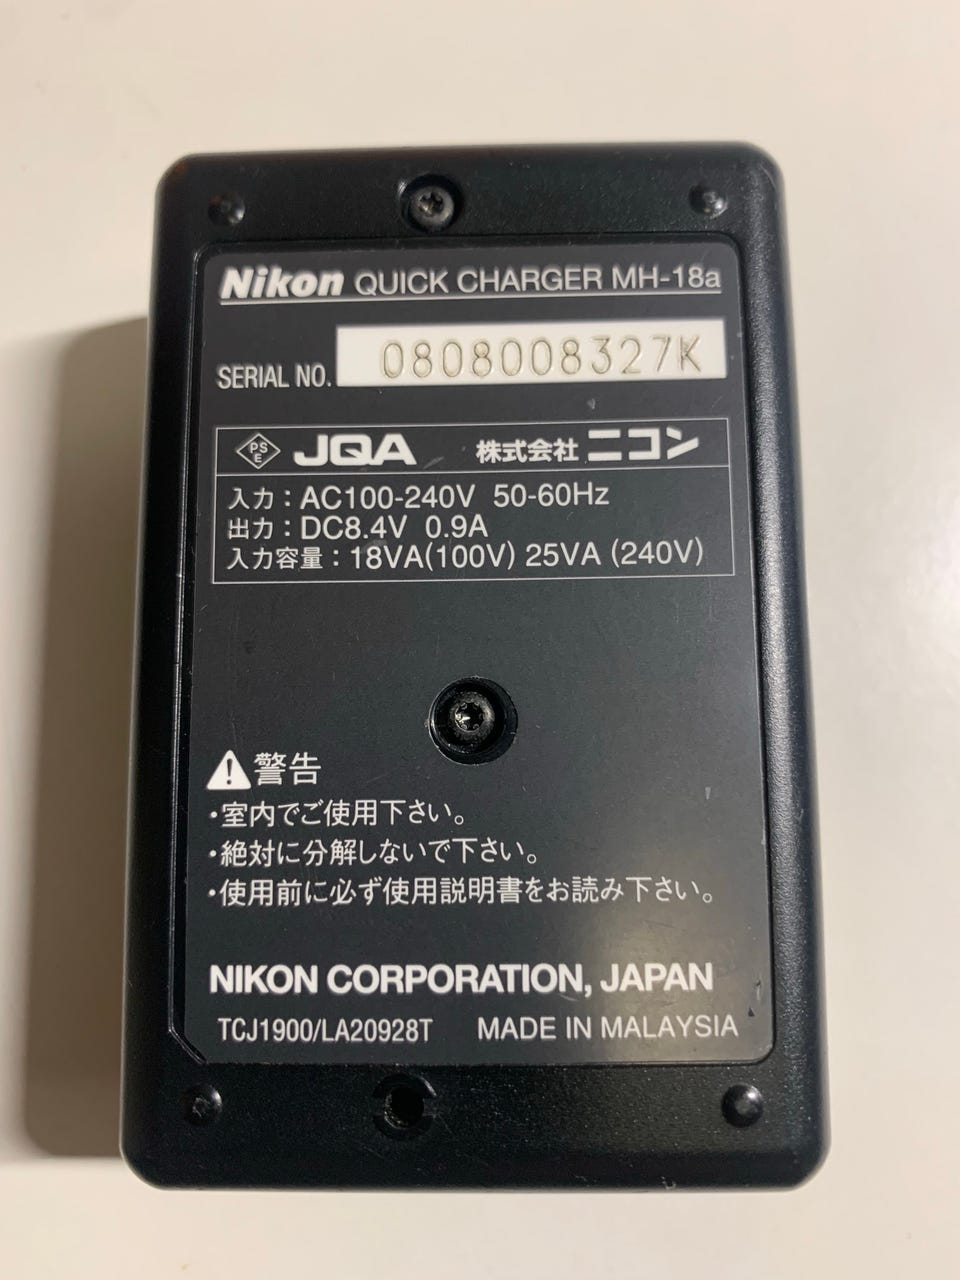 Nikon QUICK CHARGER MH-18a
SERIAL NO. 0808008327K
PSE JQA 株式会社 ニコン
入力：AC100-240V 50-60Hz
出力：DC8.4V 0.9A
入力容量：18VA(100V) 25VA (240V)
警告
・室内でご使用下さい。
・絶対に分解しないで下さい。
・使用前に必ず使用説明書をお読み下さい。
NIKON CORPORATION, JAPAN
TCJ1900/LA20928T MADE IN MALAYSIA